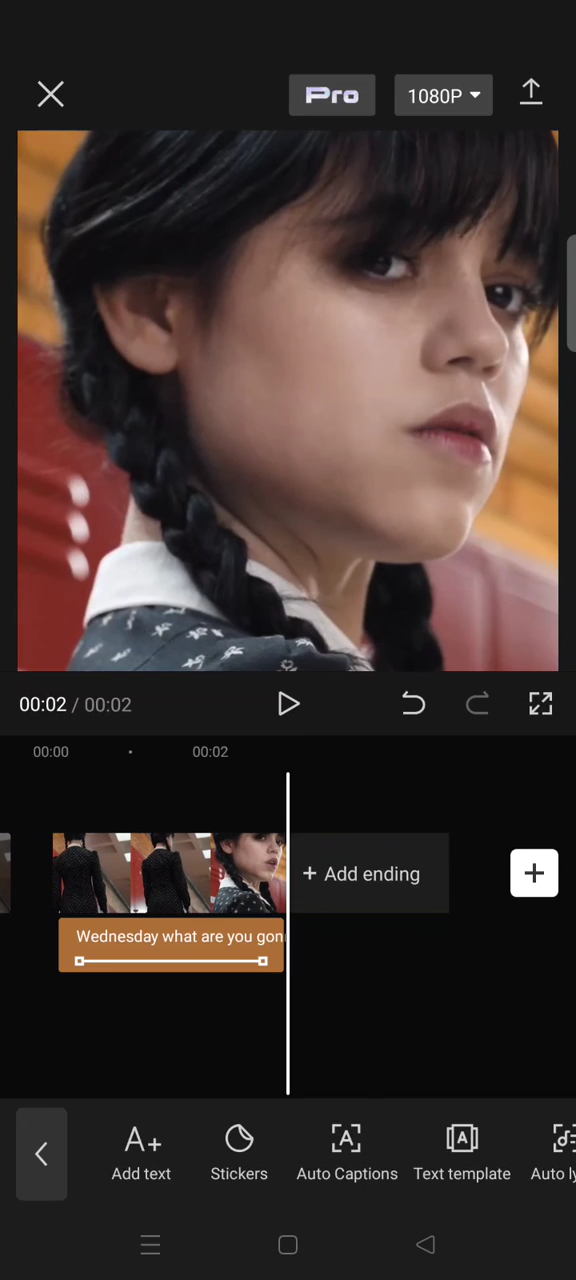 Pro
1080P
00:02 / 00:02
00:00
00:02
+ Add ending
Wednesday what are you gon
A+
Add text
Stickers
A
Auto Captions
A
Text template
Auto ly